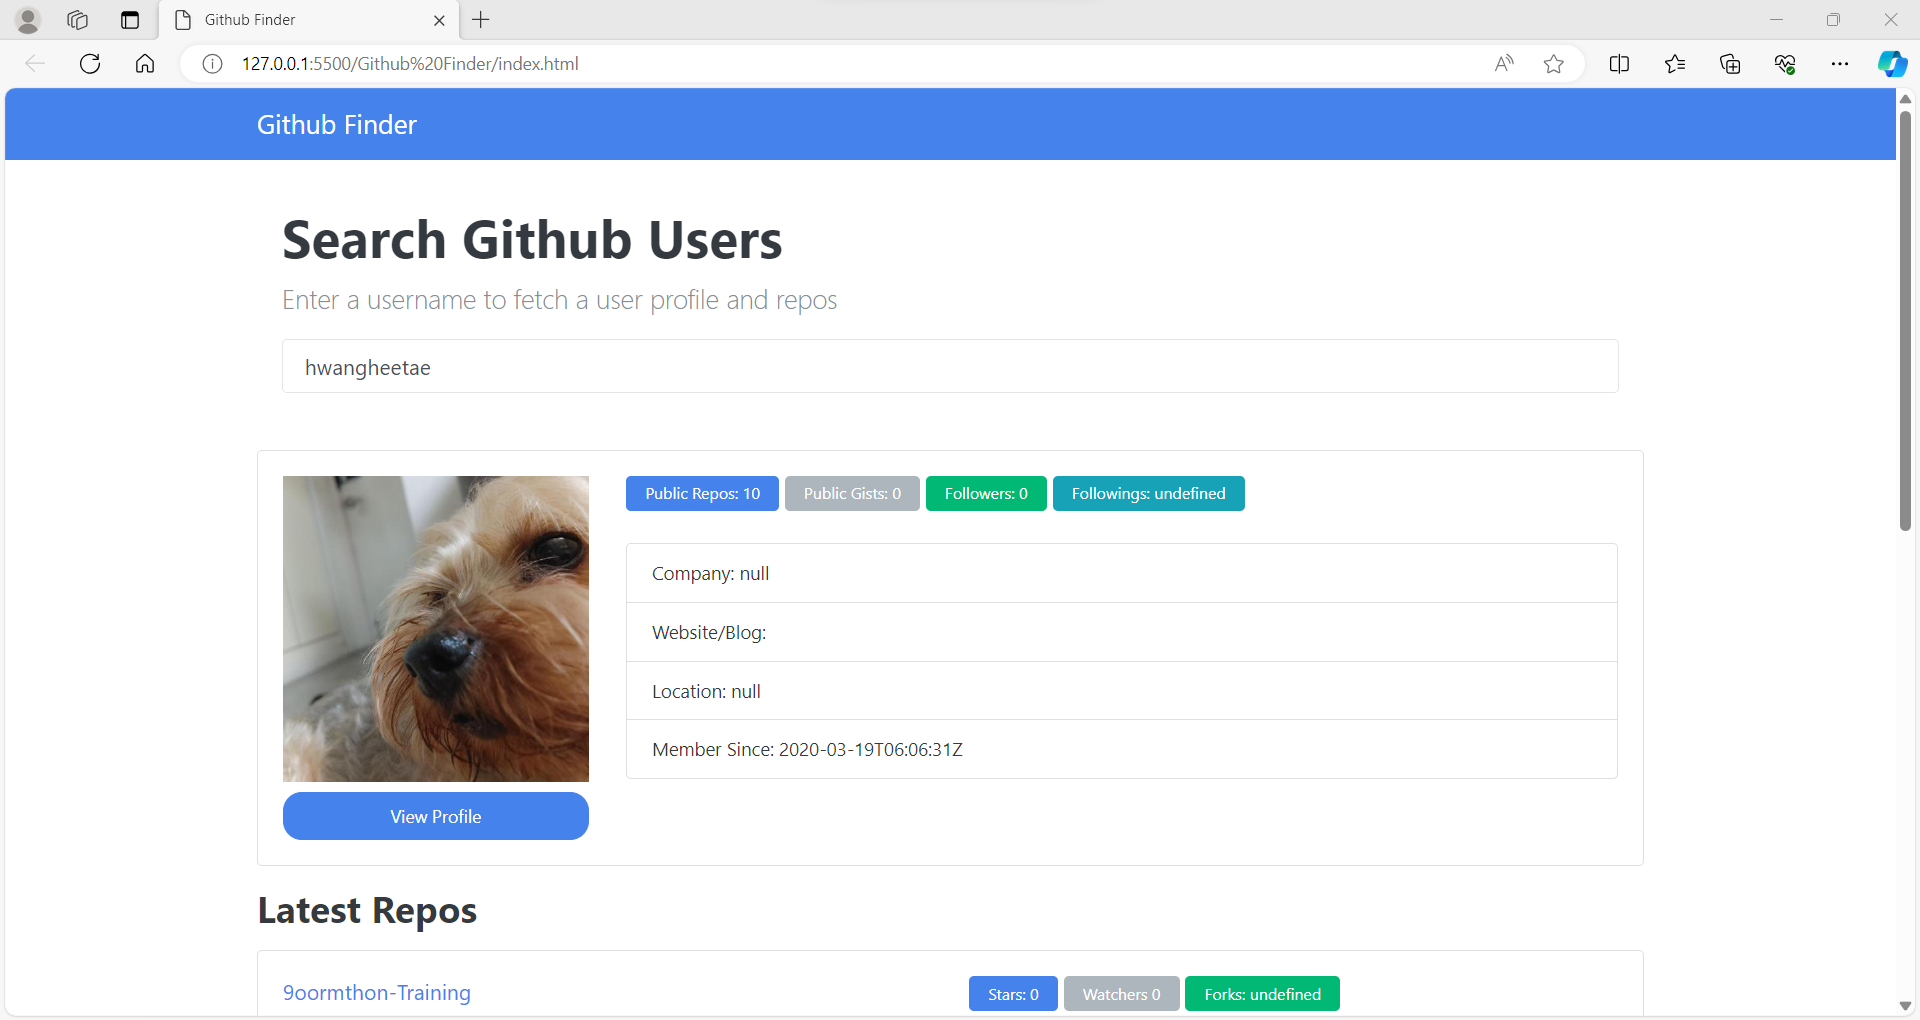 Github Finder
127.0.0.1:5500/Github%20Finder/index.html
Github Finder
Search Github Users
Enter a username to fetch a user profile and repos
hwangheetae
Public Repos: 10 Public Gists: 0 Followers: 0 Followings: undefined
Company: null
Website/Blog:
Location: null
Member Since: 2020-03-19T06:06:31Z
View Profile
Latest Repos
9oormthon-Training Stars: 0 Watchers 0 Forks: undefined